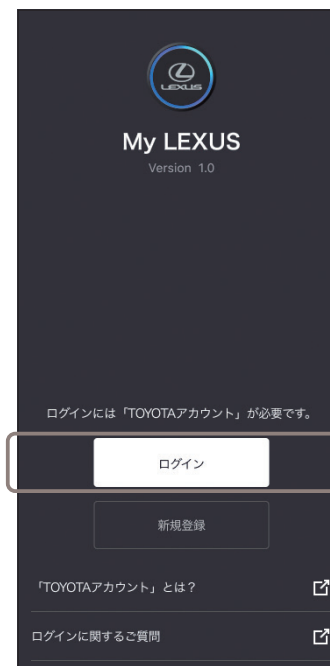 LEXUS
My LEXUS
Version 1.0
ログインには「TOYOTAアカウント」が必要です。
ログイン
新規登録
「TOYOTAアカウント」とは？
ログインに関するご質問